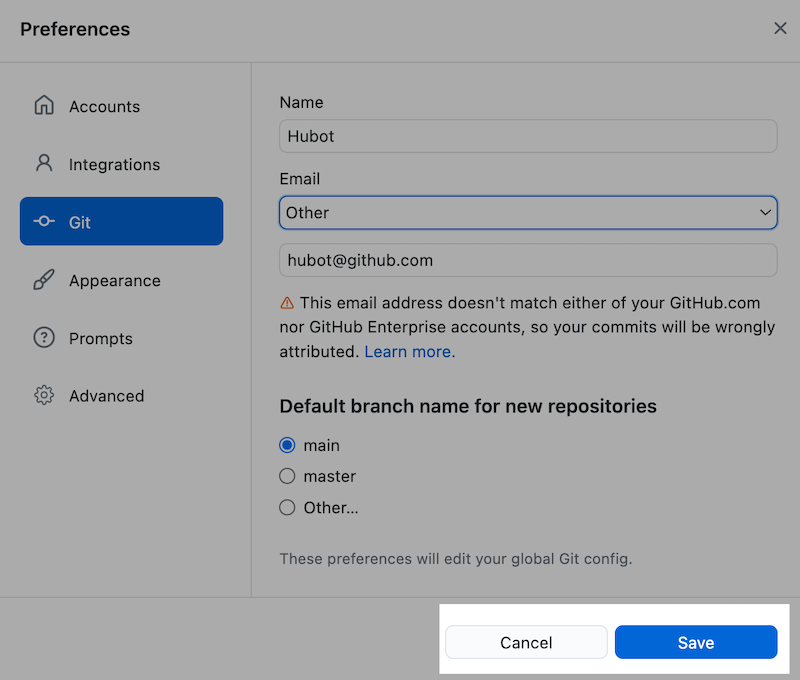 Preferences
Accounts
Integrations
Git
Appearance
Prompts
Advanced
Name
Hubot
Email
Other
hubot@github.com
This email address doesn't match either of your GitHub.com
nor GitHub Enterprise accounts, so your commits will be wrongly
attributed. Learn more.
Default branch name for new repositories
main
master
Other...
These preferences will edit your global Git config.
Cancel
Save